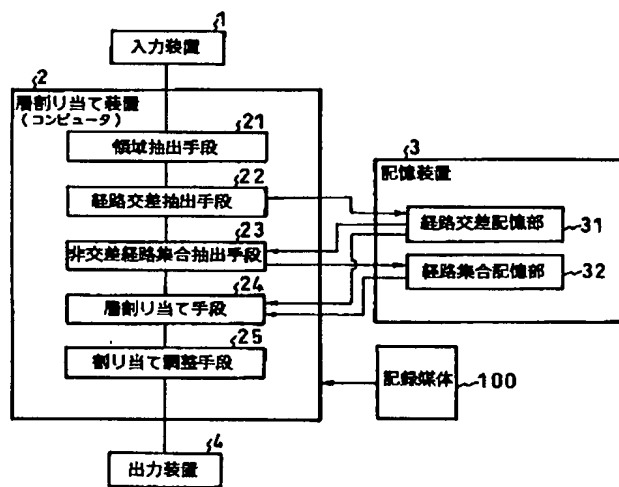 1
入力装置
2
層割り当て装置
(コンピュータ)
21
領域抽出手段
22
経路交差抽出手段
23
非交差経路集合抽出手段
24
層割り当て手段
25
割り当て調整手段
3
記憶装置
経路交差記憶部
31
経路集合記憶部
32
記録媒体
100
4
出力装置